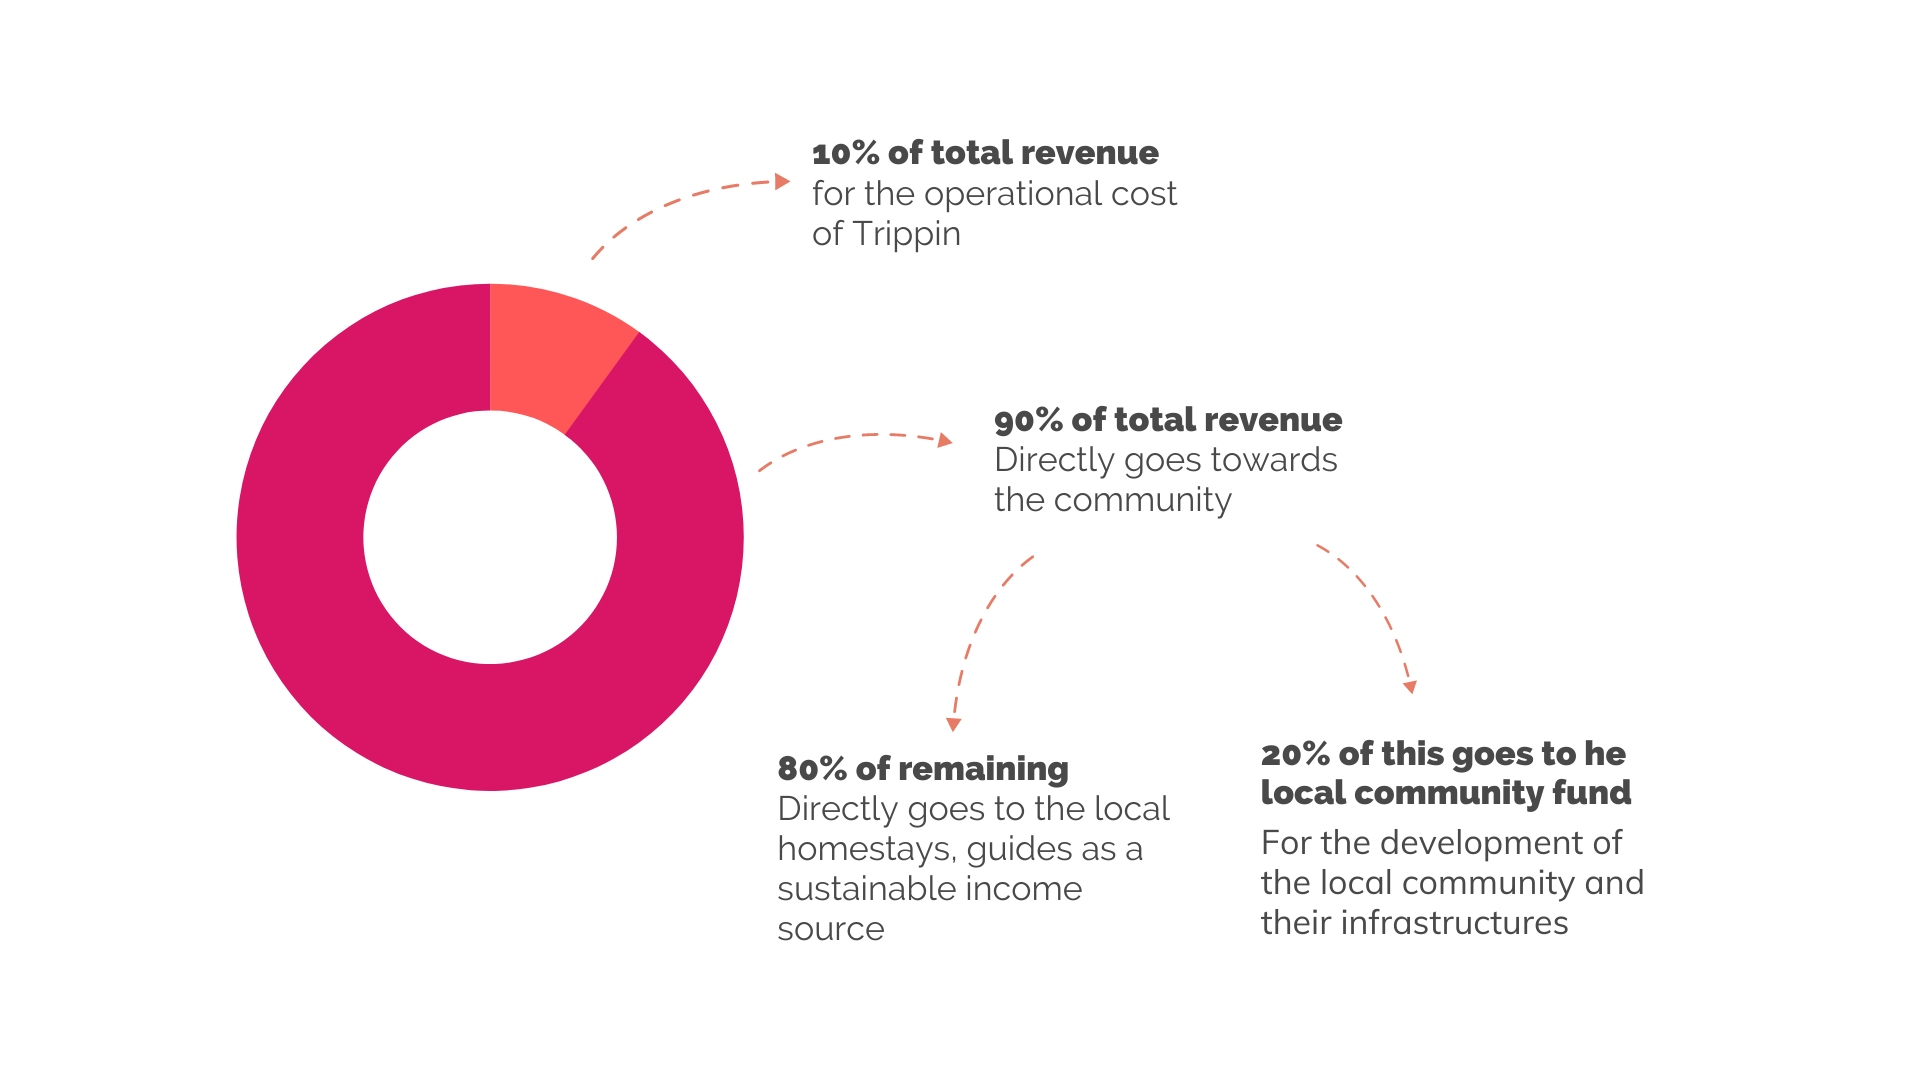 10% of total revenue
for the operational cost
of Trippin
90% of total revenue
Directly goes towards
the community
80% of remaining
Directly goes to the local
homestays, guides as a
sustainable income
source
20% of this goes to he
local community fund
For the development of
the local community and
their infrastructures